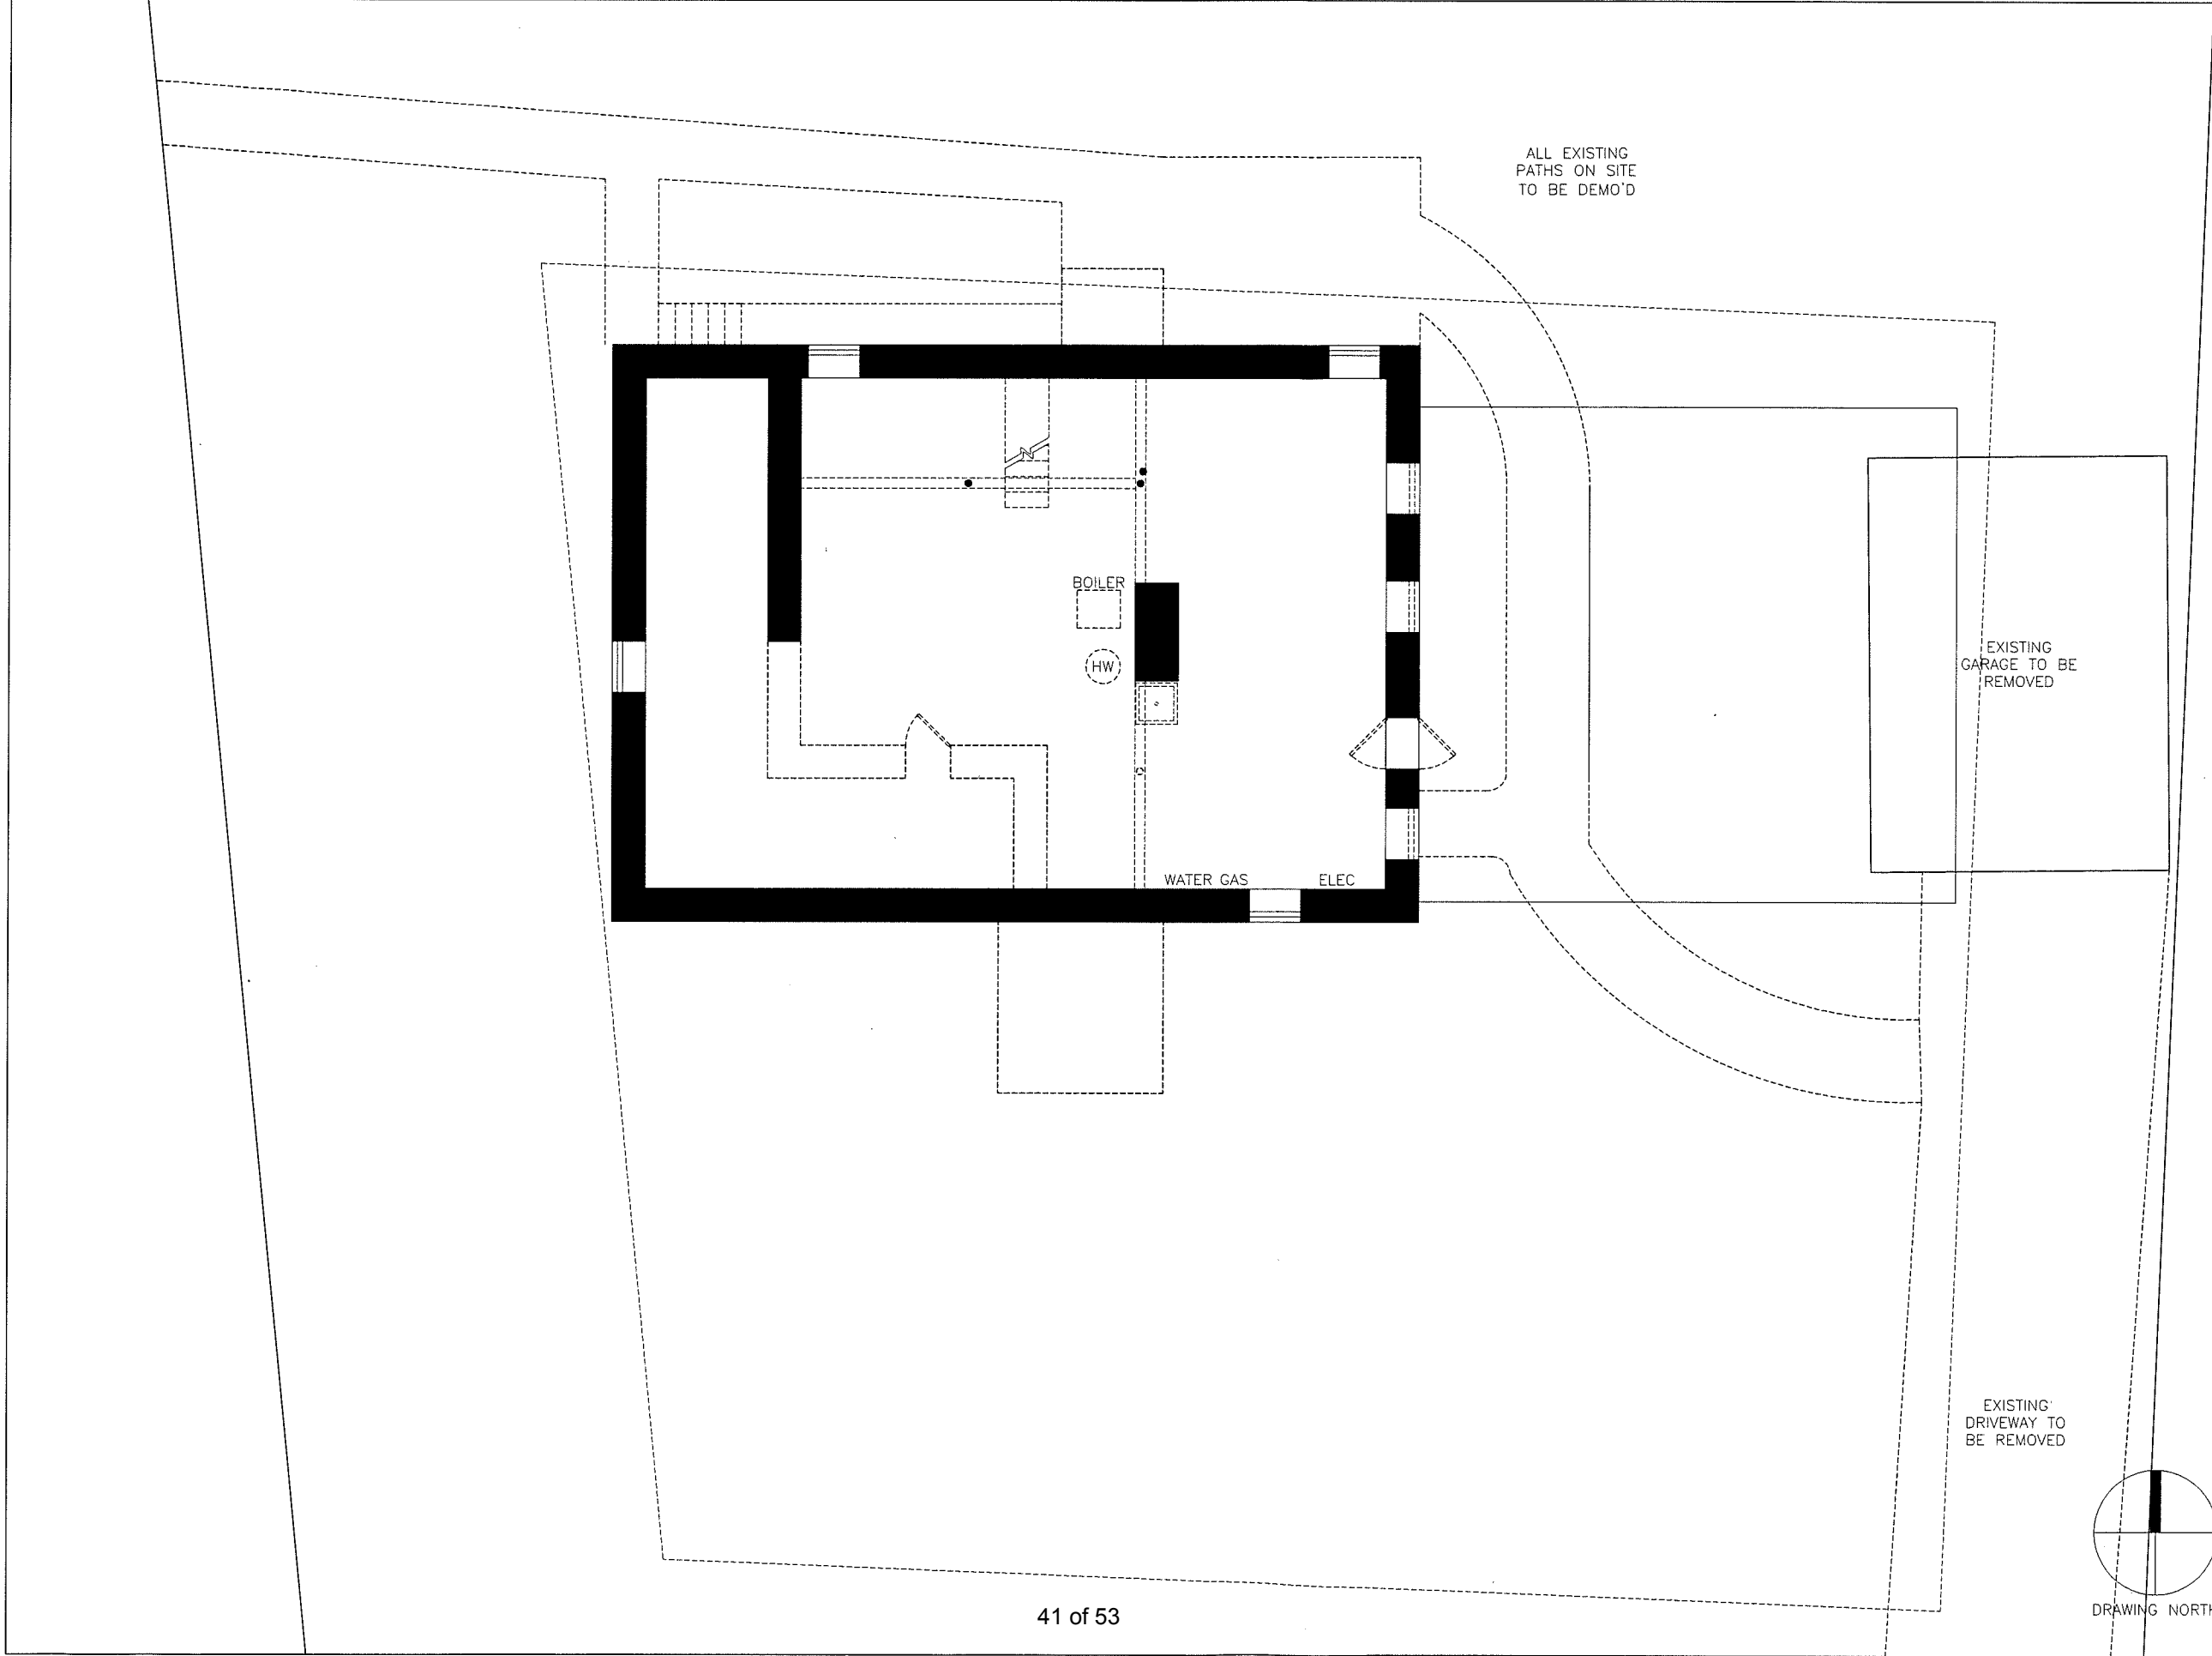 ALL EXISTING
PATHS ON SITE
TO BE DEMO'D
BOILER
HW
EXISTING
GARAGE TO BE
REMOVED
WATER GAS
ELEC
EXISTING
DRIVEWAY TO
BE REMOVED
DRAWING NORTH
41 of 53